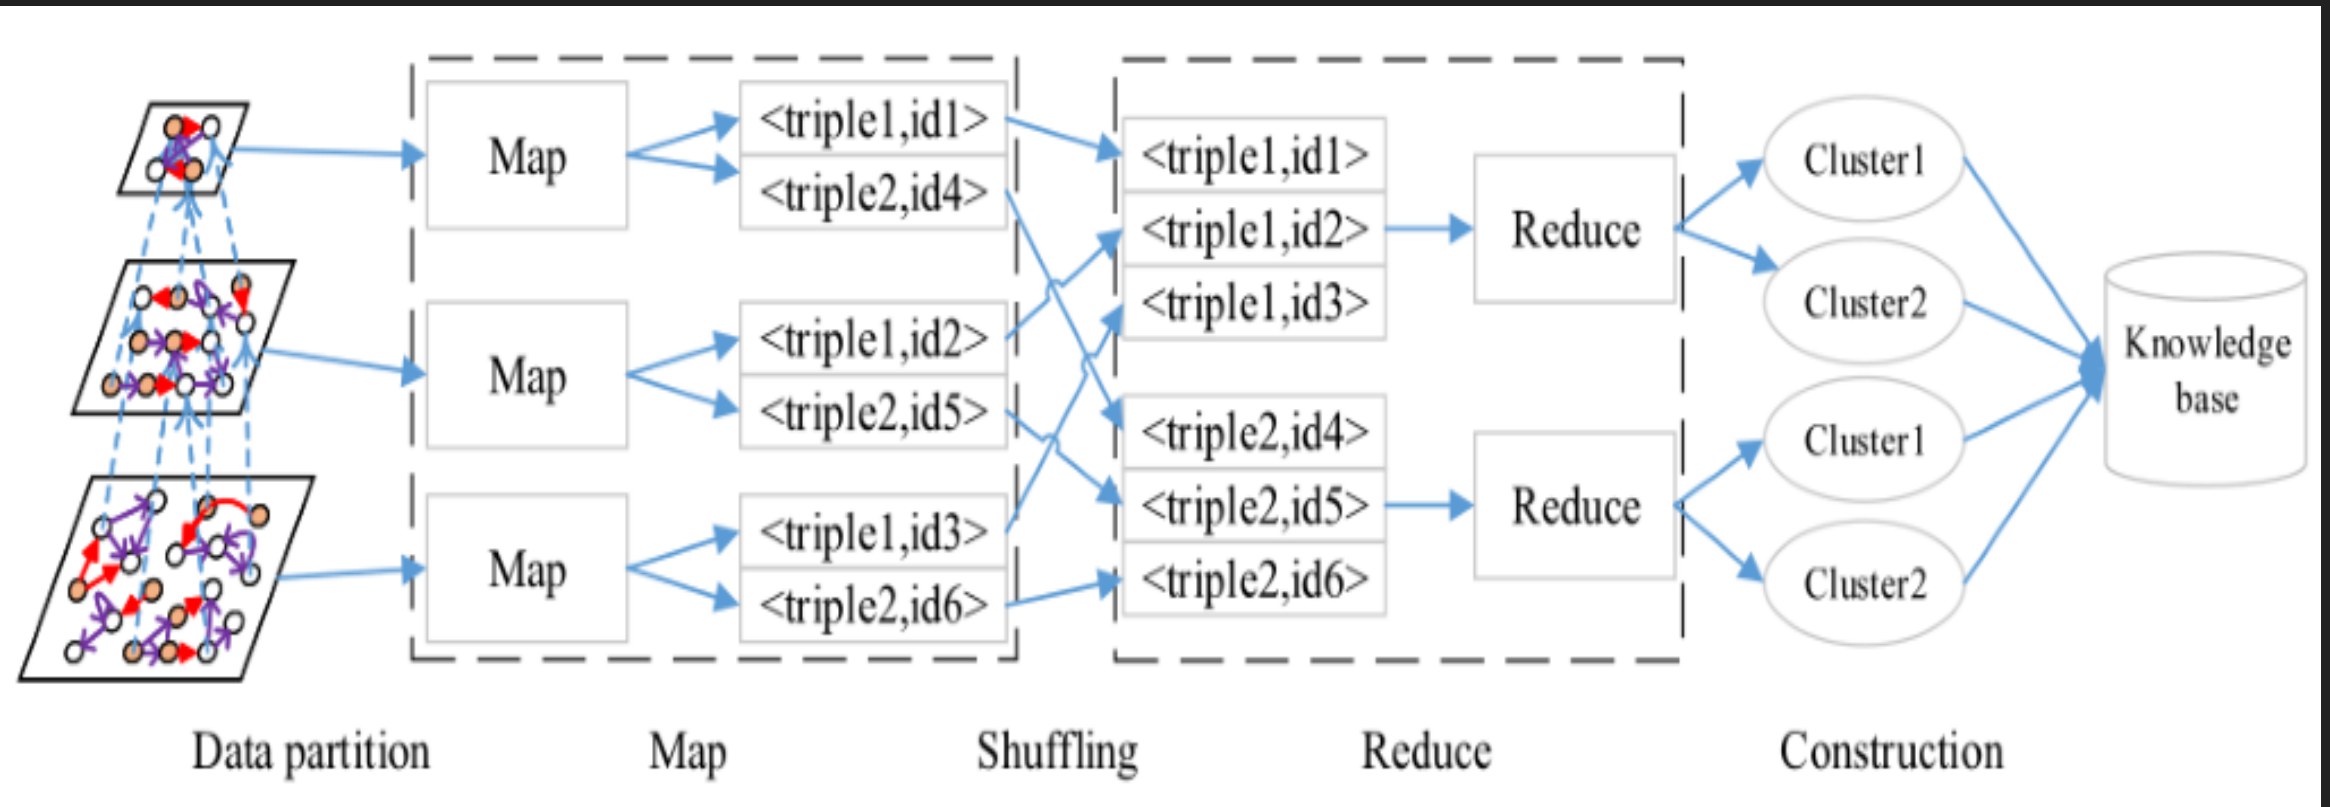 Map
<triple1,id1>
<triple2,id4>
Map
<triple1,id2>
<triple2,id5>
Map
<triple1,id3>
<triple2,id6>
<triple1,id1>
<triple1,id2>
<triple1,id3>
Reduce
<triple2,id4>
<triple2,id5>
<triple2,id6>
Reduce
Cluster1
Cluster2
Cluster1
Cluster2
Knowledge
base
Data partition
Map
Shuffling
Reduce
Construction